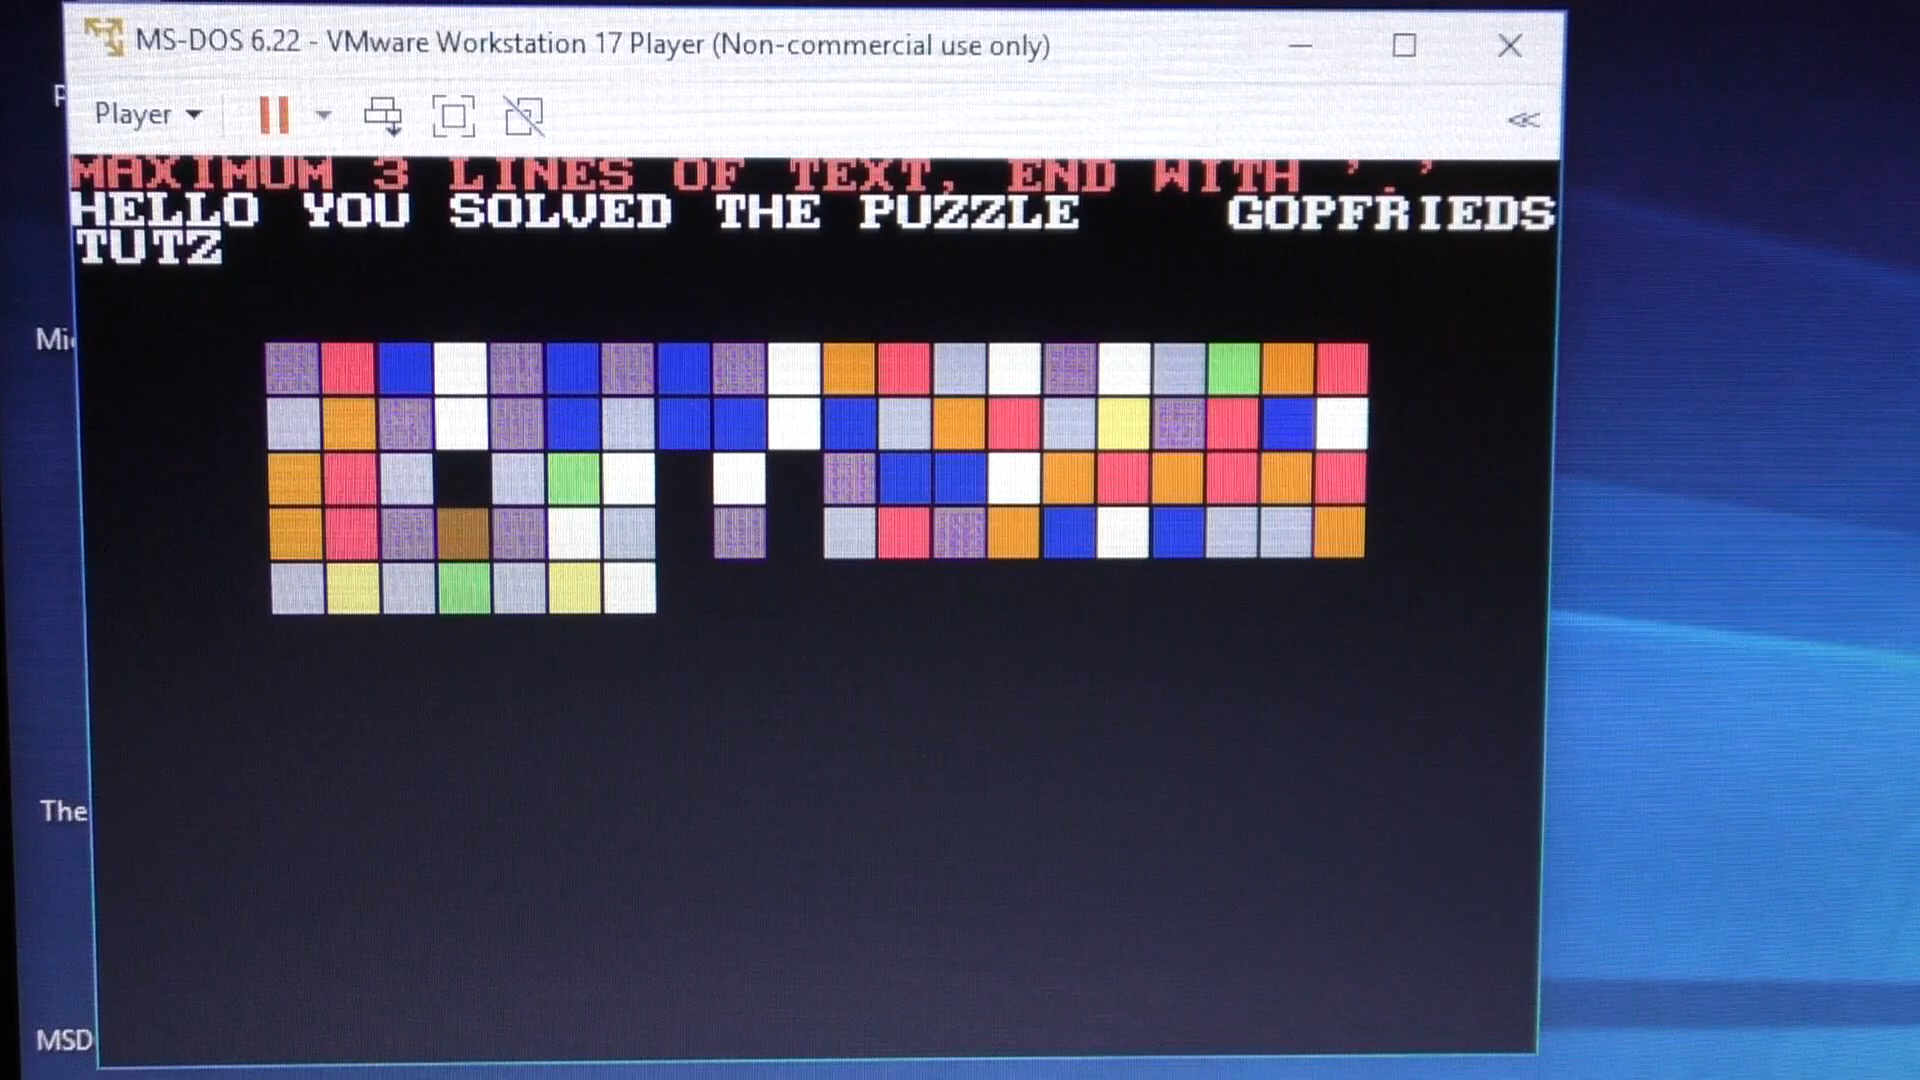 MS-DOS 6.22 - VMware Workstation 17 Player (Non-commercial use only)
Player
MAXIMUM 3 LINES OF TEXT, END WITH '.'
HELLO YOU SOLVED THE PUZZLE GOPFRIEDS
TUTZ
Mi
The
MSD